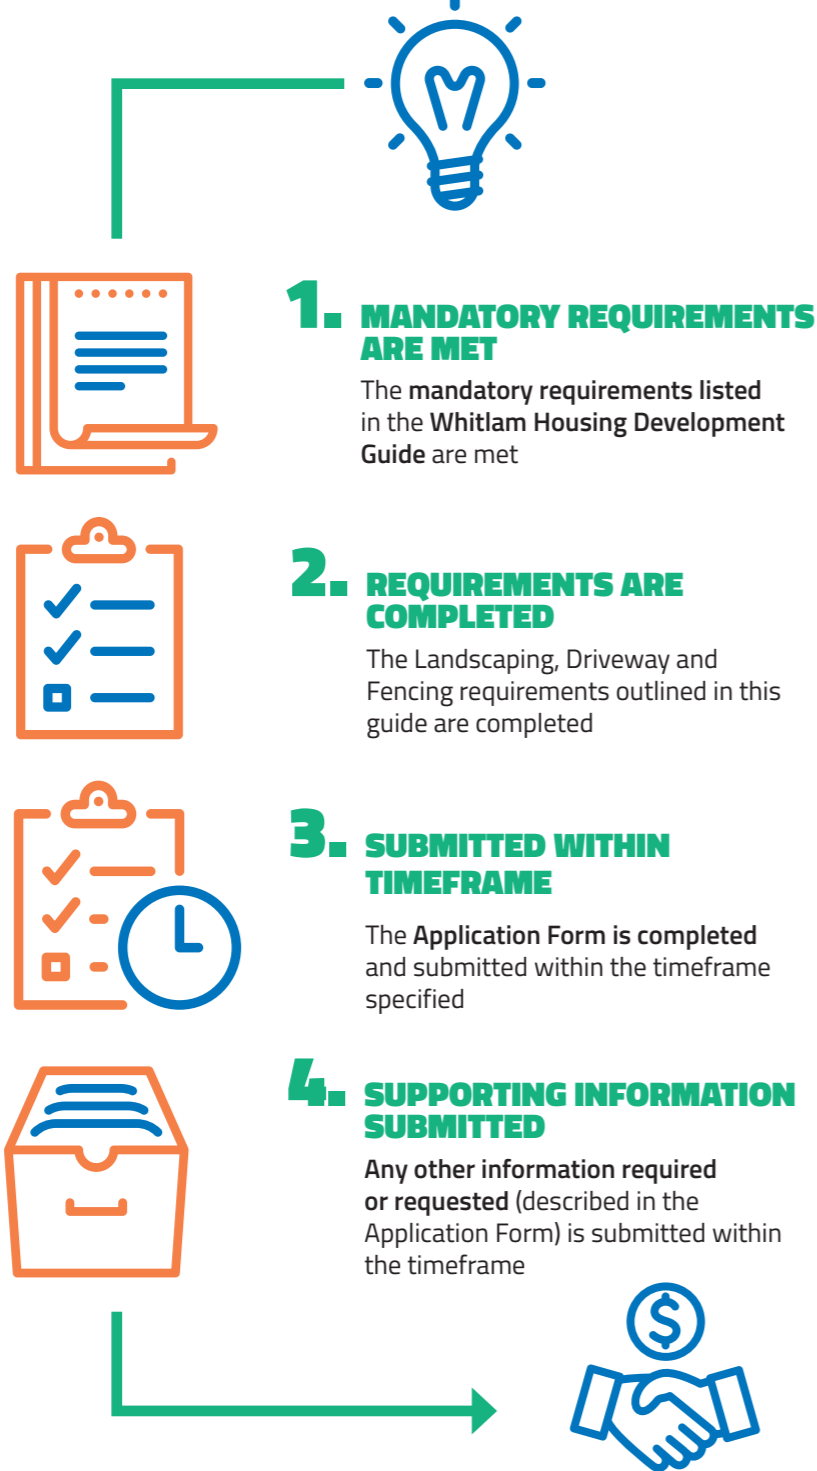 1. MANDATORY REQUIREMENTS
ARE MET
The mandatory requirements listed
in the Whitlam Housing Development
Guide are met
2. REQUIREMENTS ARE
COMPLETED
The Landscaping, Driveway and
Fencing requirements outlined in this
guide are completed
3. SUBMITTED WITHIN
TIMEFRAME
The Application Form is completed
and submitted within the timeframe
specified
4. SUPPORTING INFORMATION
SUBMITTED
Any other information required
or requested (described in the
Application Form) is submitted within
the timeframe
$